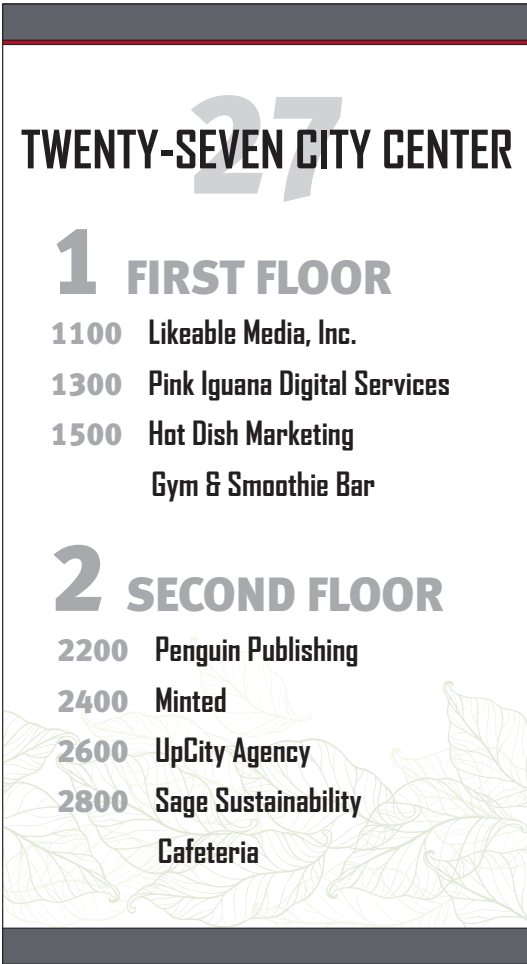 27
TWENTY-SEVEN CITY CENTER
1 FIRST FLOOR
1100 Likeable Media, Inc.
1300 Pink Iguana Digital Services
1500 Hot Dish Marketing
Gym & Smoothie Bar
2 SECOND FLOOR
2200 Penguin Publishing
2400 Minted
2600 UpCity Agency
2800 Sage Sustainability
Cafeteria